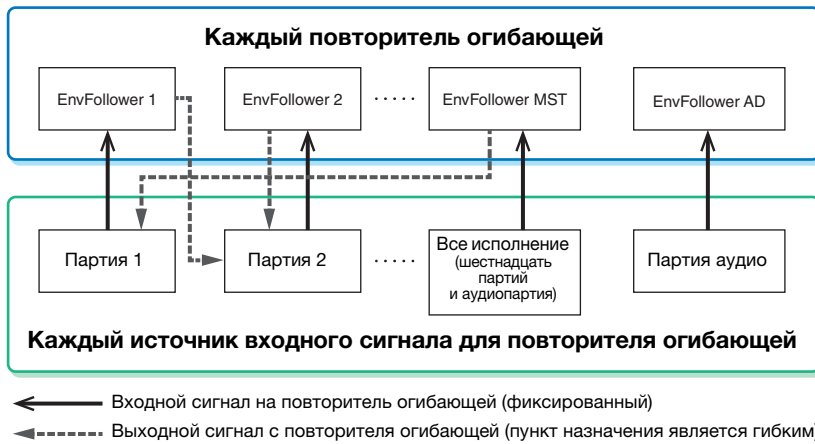 Каждый повторитель огибающей
EnvFollower 1
EnvFollower 2
·····
EnvFollower MST
EnvFollower AD
Партия 1
Партия 2
·····
Все исполнение
(шестнадцать
партий
и аудиопартия)
Партия аудио
Каждый источник входного сигнала для повторителя огибающей
Входной сигнал на повторитель огибающей (фиксированный)
Выходной сигнал с повторителя огибающей (пункт назначения является гибким)